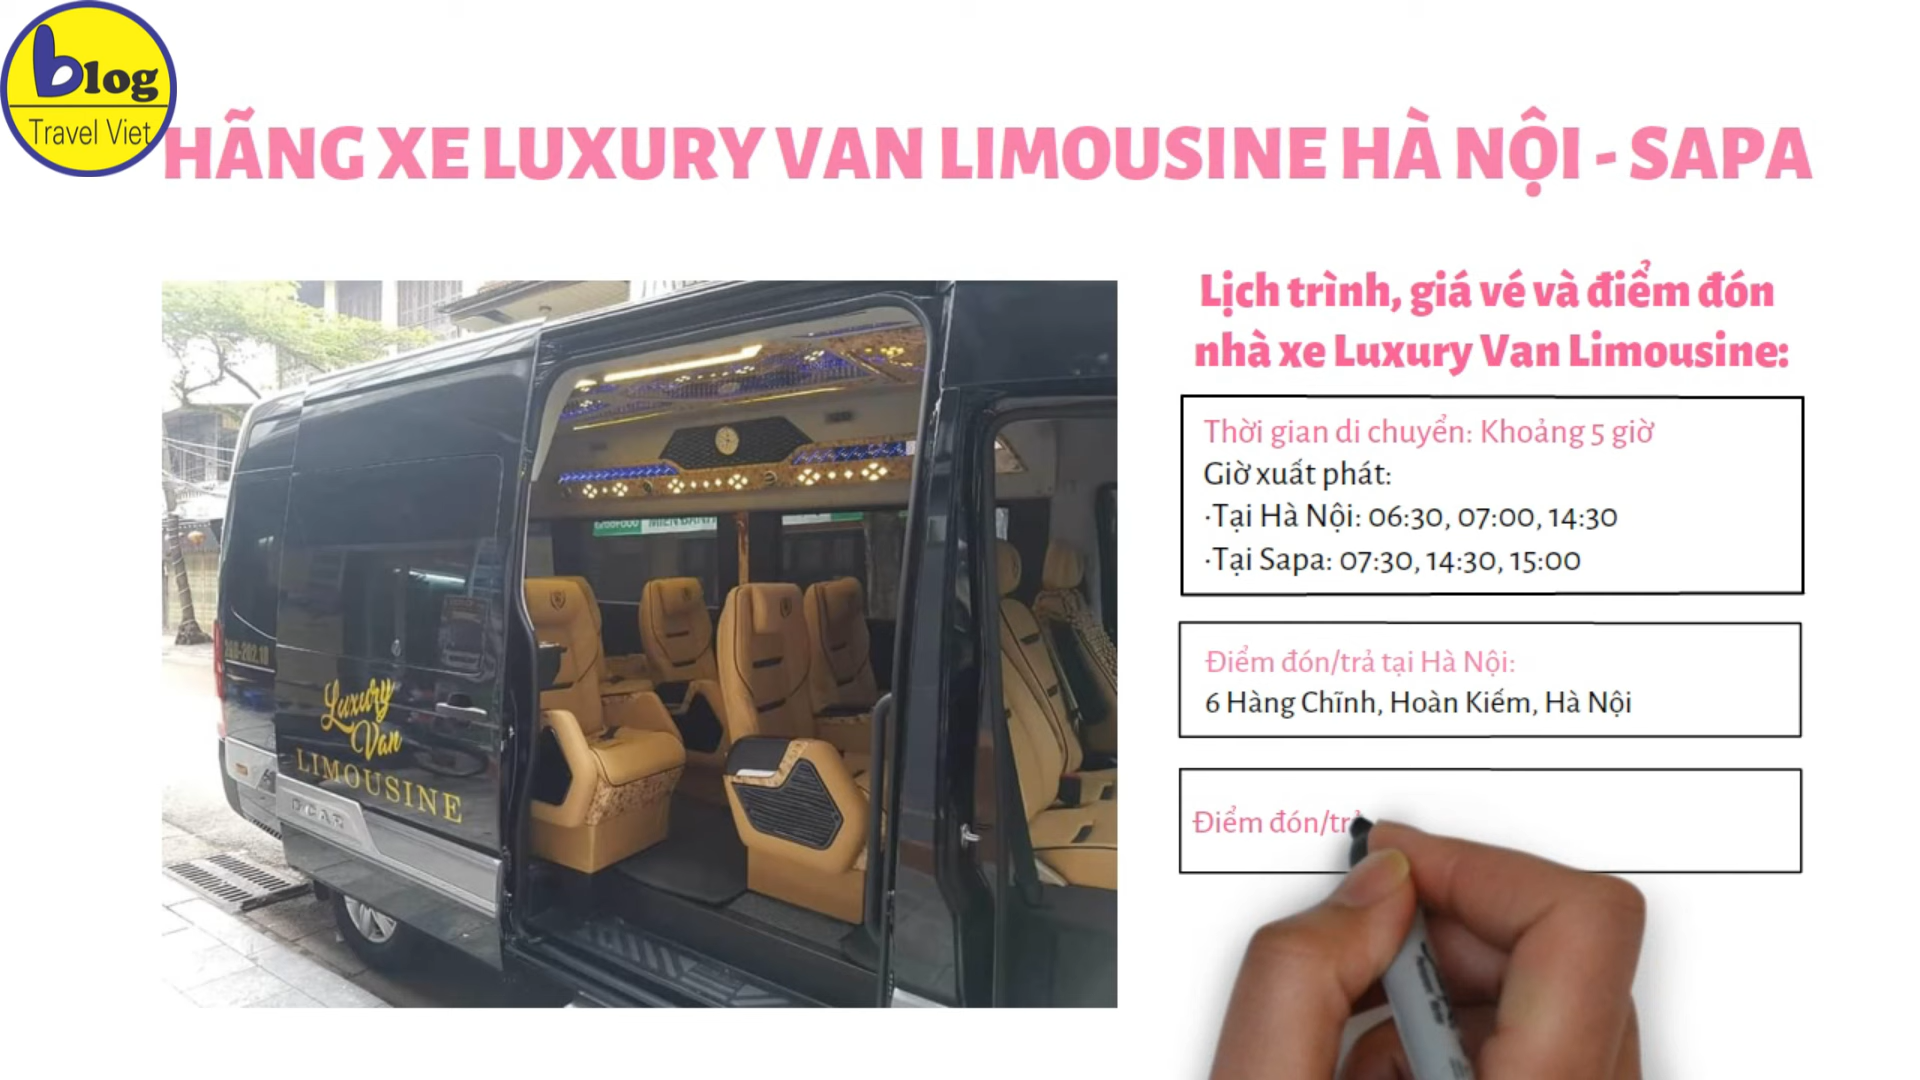 blog
Travel Viet
HÃNG XE LUXURY VAN LIMOUSINE HÀ NỘI - SAPA
Lịch trình, giá vé và điểm đón
nhà xe Luxury Van Limousine:
Thời gian di chuyển: Khoảng 5 giờ
Giờ xuất phát:
·Tại Hà Nội: 06:30, 07:00, 14:30
·Tại Sapa: 07:30, 14:30, 15:00
Điểm đón/trả tại Hà Nội:
6 Hàng Chĩnh, Hoàn Kiếm, Hà Nội
Điểm đón/trả
Luxury
Van
LIMOUSINE